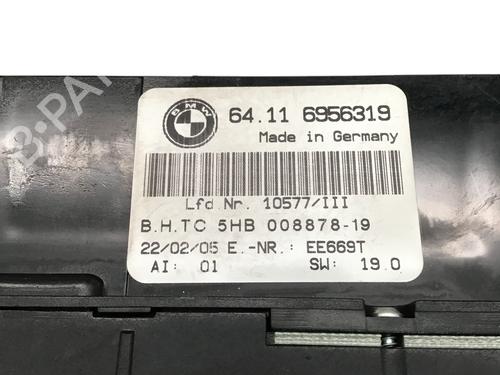 BMW
64.11 6956319
Made in Germany
Lfd.Nr. 10577/III
B.H.TC 5HB 008878-19
22/02/05 E.-NR.: EE669T
AI: 01 SW: 19.0
B-PARTS